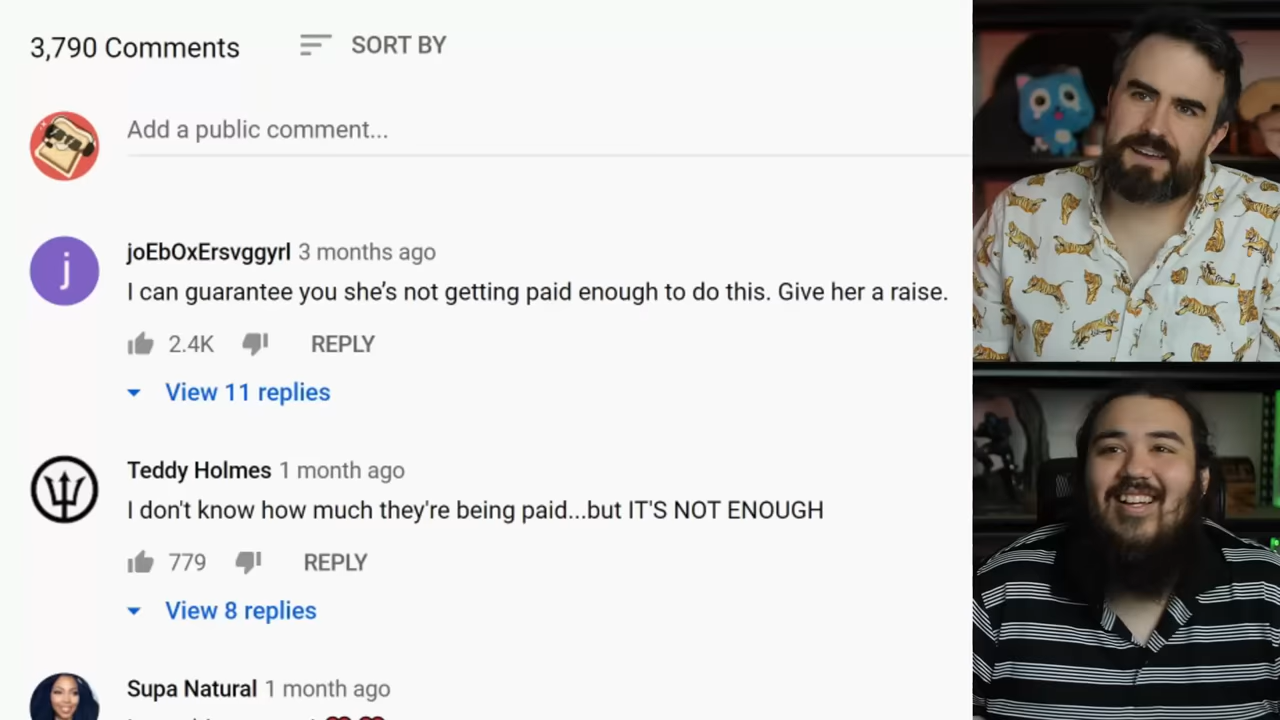 3,790 Comments
SORT BY
Add a public comment...
j
joEbOxErsvggyrl 3 months ago
I can guarantee you she's not getting paid enough to do this. Give her a raise.
2.4K
REPLY
View 11 replies
Teddy Holmes 1 month ago
I don't know how much they're being paid...but IT'S NOT ENOUGH
779
REPLY
View 8 replies
Supa Natural 1 month ago